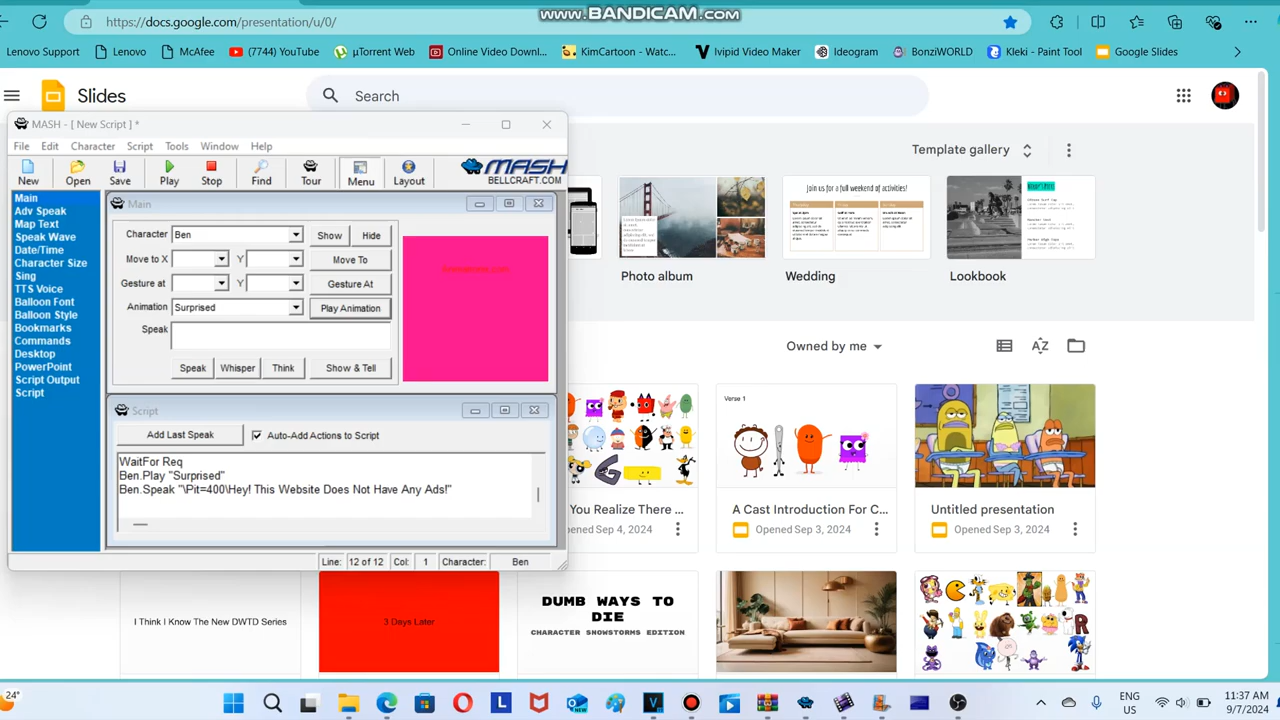 www.BANDICAM.com
https://docs.google.com/presentation/u/0/
Lenovo Support
Lenovo
McAfee
(7744) YouTube
µTorrent Web
Online Video Downl...
KimCartoon - Watc...
Ivipid Video Maker
Ideogram
BonziWORLD
Kleki - Paint Tool
Google Slides
Slides
Search
MASH - [ New Script ] *
File Edit Character Script Tools Window Help
Template gallery
New Open Save Play Stop Find Tour Menu Layout
MASH
BELLCRAFT.COM
Main
Adv Speak
Map Text
Speak Wave
CharTime
Character Size
Sing
TTS Voice
Balloon Font
Balloon Style
Bookmarks
Commands
Desktop
PowerPoint
Script Output
Script
Main
Character Ben Hide
Move to X Y Move To
Gesture at Y Gesture At
Animation Surprised Play Animation
Speak
Speak Whisper Think Show & Tell
Script
Add Last Speak Auto-Add Actions to Script
WaitFor Req
Ben.Play "Surprised"
Ben.Speak "\Pit=400\Hey! This Website Does Not Have Any Ads!"
Line: 12 of 12 Col: 1 Character: Ben
Join us for a full weekend of activities!
Photo album
Wedding
Lookbook
Owned by me
Verse 1
You Realize There ...
A Cast Introduction For C...
Untitled presentation
Opened Sep 4, 2024
Opened Sep 3, 2024
Opened Sep 3, 2024
I Think I Know The New DWTD Series
3 Days Later
DUMB WAYS TO
DIE
CHARACTER SNOWSTORMS EDITION
24°
ENG
US
11:37 AM
9/7/2024